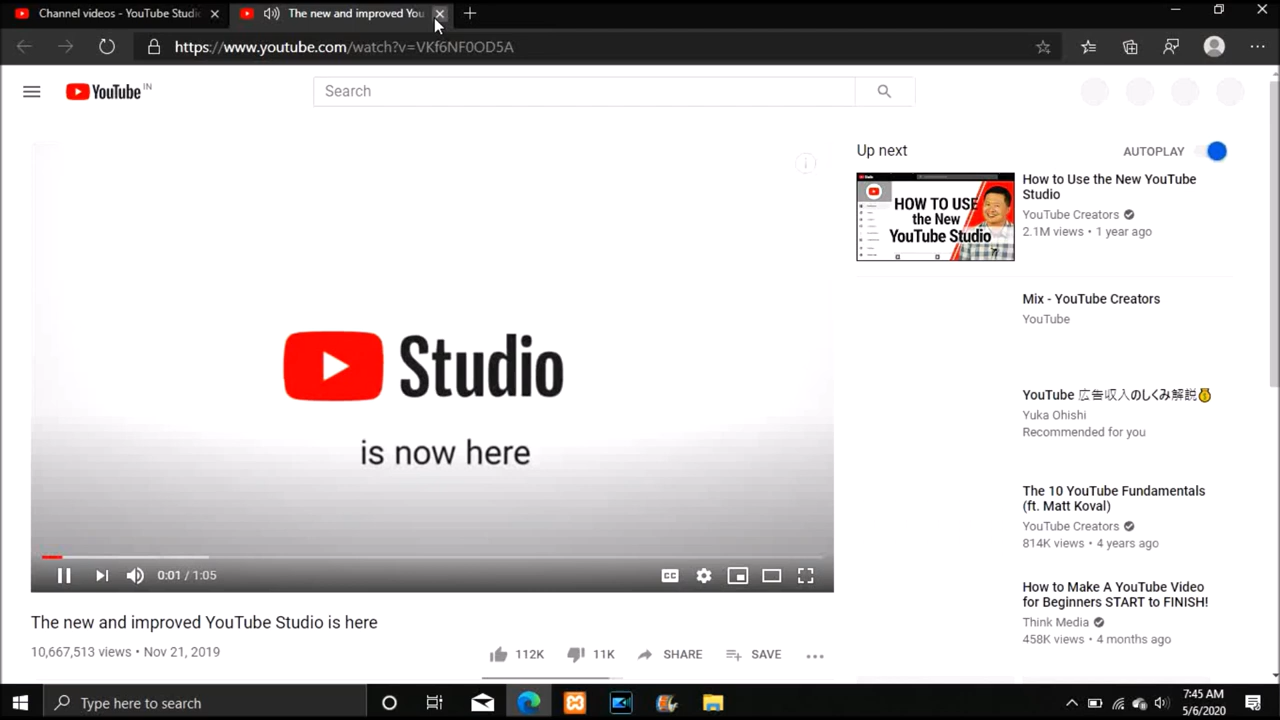 Channel videos - YouTube Studi
The new and improved You
https://www.youtube.com/watch?v=VKf6NF0OD5A
YouTube IN
Search
Studio
is now here
0:01 / 1:05
CC
The new and improved YouTube Studio is here
10,667,513 views • Nov 21, 2019
112K
11K
SHARE
SAVE
Up next
AUTOPLAY
HOW TO USE
the New
YouTube Studio
How to Use the New YouTube
Studio
YouTube Creators
2.1M views • 1 year ago
Mix - YouTube Creators
YouTube
YouTube 広告収入のしくみ解説💰
Yuka Ohishi
Recommended for you
The 10 YouTube Fundamentals
(ft. Matt Koval)
YouTube Creators
814K views • 4 years ago
How to Make A YouTube Video
for Beginners START to FINISH!
Think Media
458K views • 4 months ago
Type here to search
7:45 AM
5/6/2020